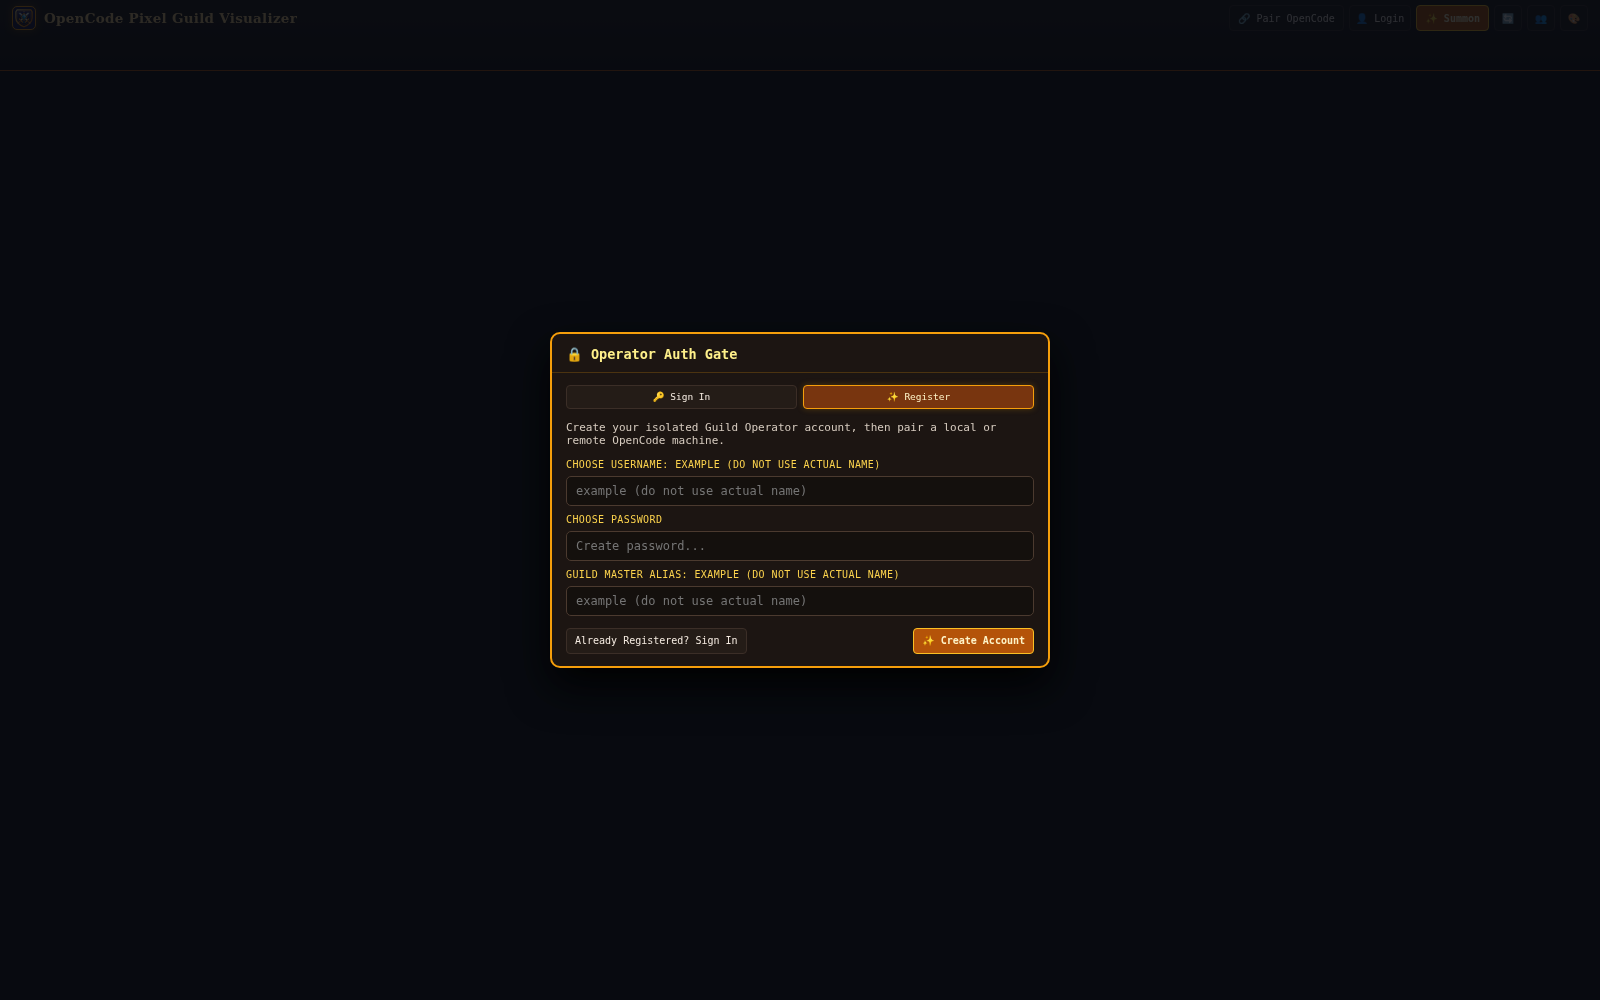 OpenCode Pixel Guild Visualizer
🔗 Pair OpenCode
👤 Login
✨ Summon
🔒 Operator Auth Gate
🔑 Sign In
✨ Register
Create your isolated Guild Operator account, then pair a local or
remote OpenCode machine.
CHOOSE USERNAME: EXAMPLE (DO NOT USE ACTUAL NAME)
example (do not use actual name)
CHOOSE PASSWORD
Create password...
GUILD MASTER ALIAS: EXAMPLE (DO NOT USE ACTUAL NAME)
example (do not use actual name)
Already Registered? Sign In
✨ Create Account